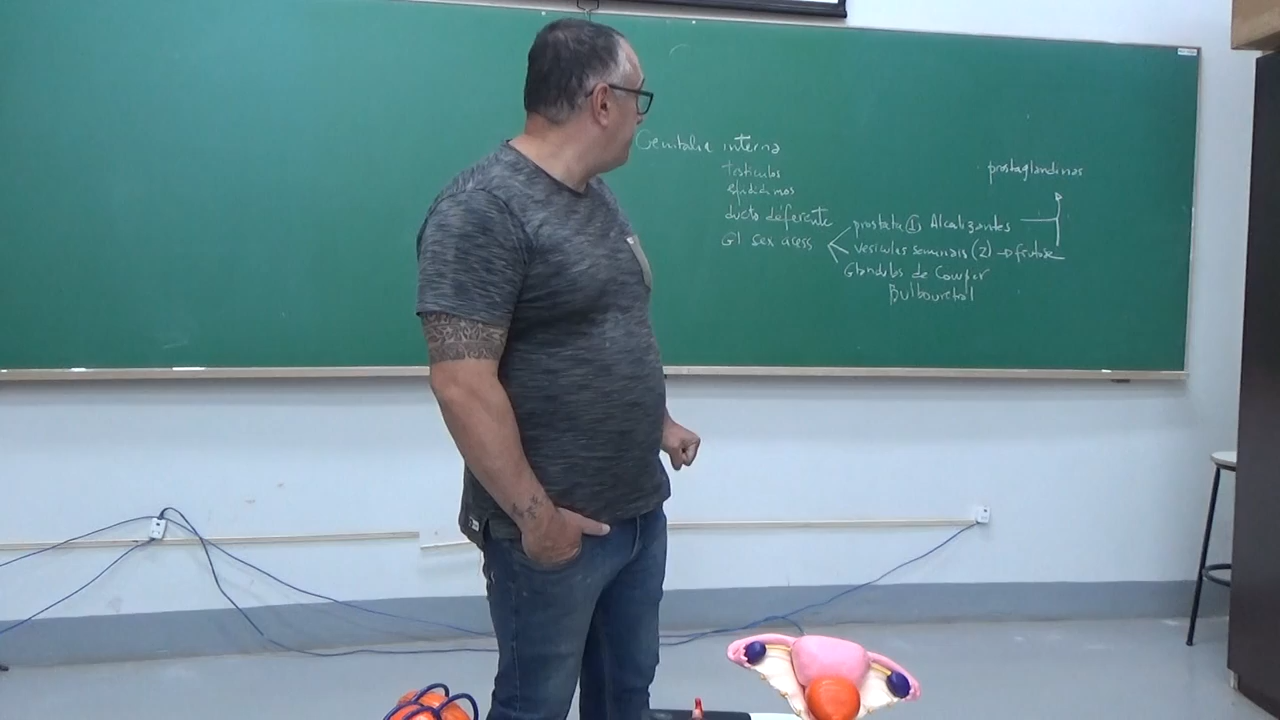 Genitalia interna
testiculos
epididimos
ducto deferente
Gl sex acess
prostata (1) Alcalizantes
vesiculas seminais (2) → frutose
prostaglandinas
Glandulas de Cowper
Bulbouretral